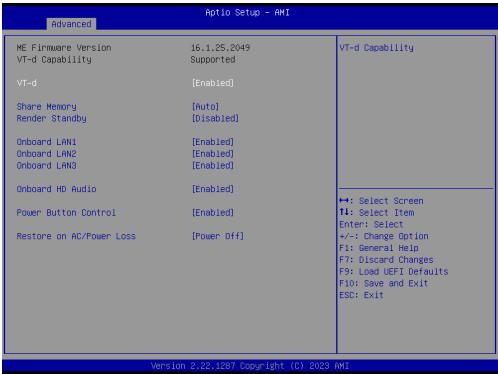 Aptio Setup – AMI
Advanced
ME Firmware Version 16.1.25.2049
VT-d Capability Supported
VT-d [Enabled]
Share Memory [Auto]
Render Standby [Disabled]
Onboard LAN1 [Enabled]
Onboard LAN2 [Enabled]
Onboard LAN3 [Enabled]
Onboard HD Audio [Enabled]
Power Button Control [Enabled]
Restore on AC/Power Loss [Power Off]
VT-d Capability
↔: Select Screen
↑↓: Select Item
Enter: Select
+/-: Change Option
F1: General Help
F7: Discard Changes
F9: Load UEFI Defaults
F10: Save and Exit
ESC: Exit
Version 2.22.1287 Copyright (C) 2023 AMI